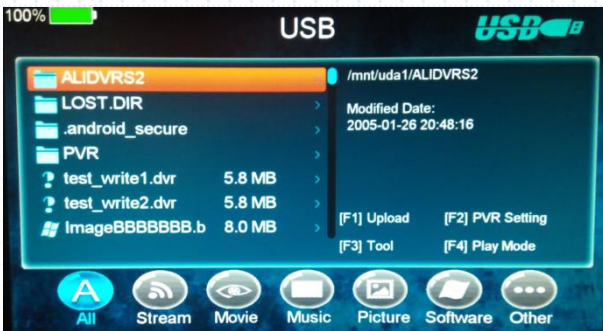 100%
USB
USB
ALIDVRS2
LOST.DIR
.android_secure
PVR
test_write1.dvr 5.8 MB
test_write2.dvr 5.8 MB
ImageBBBBBBB.b 8.0 MB
/mnt/uda1/ALIDVRS2
Modified Date:
2005-01-26 20:48:16
[F1] Upload [F2] PVR Setting
[F3] Tool [F4] Play Mode
A
All Stream Movie Music Picture Software Other